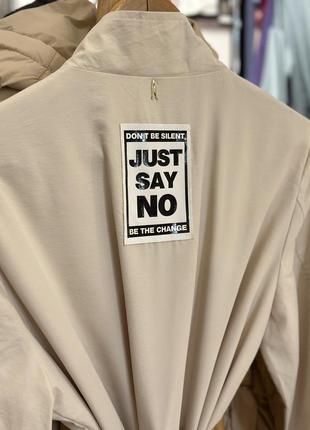 DON'T BE SILENT
JUST
SAY
NO
BE THE CHANGE